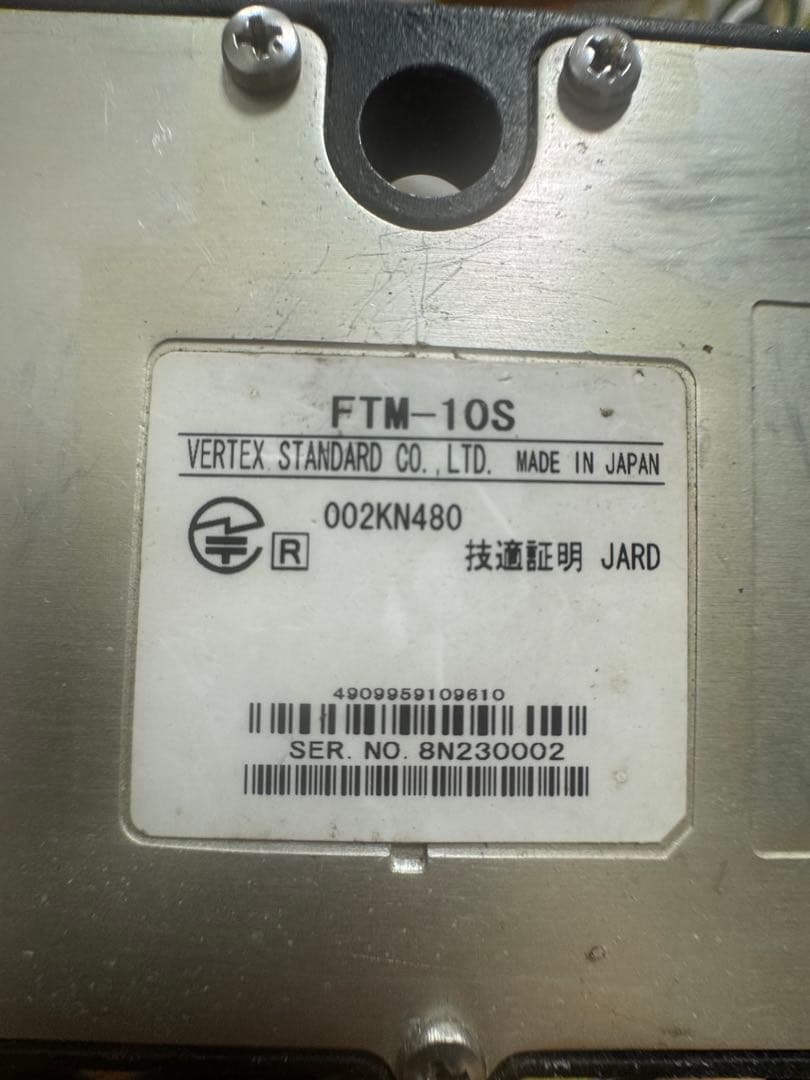 FTM-10S
VERTEX STANDARD CO.,LTD. MADE IN JAPAN
R 002KN480
技適証明 JARD
4909959109610
SER. NO. 8N230002